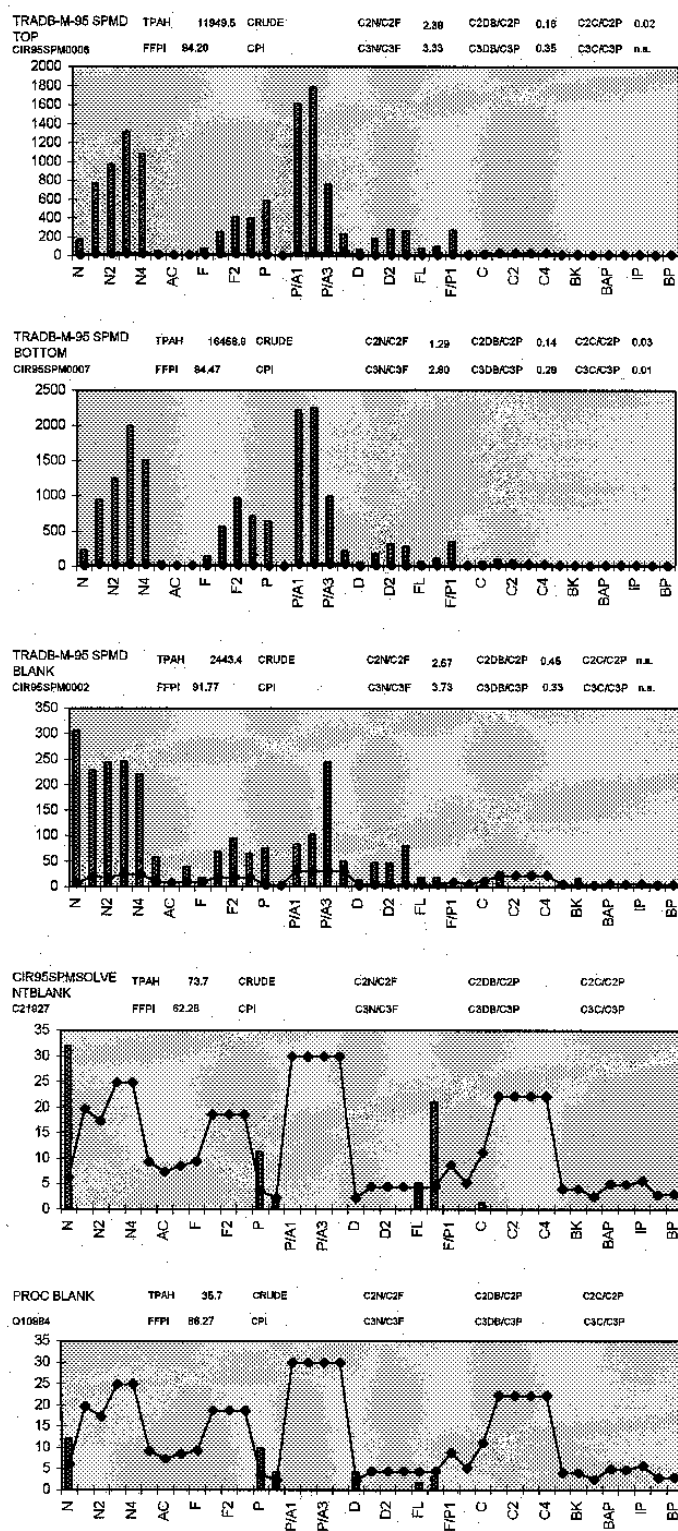 TRADB-M-95 SPMD TPAH 11949.5 CRUDE C2N/C2F 2.39 C2DB/C2P 0.16 C2C/C2P 0.02
TOP
CIR95SPM0006 FFPI 94.20 CPI C3N/C3F 3.33 C3DB/C3P 0.35 C3C/C3P n.a.
2000
1800
1600
1400
1200
1000
800
600
400
200
0
N N2 N4 AC F F2 P P/A1 P/A3 D D2 FL F/P1 C C2 C4 BK BAP IP BP
TRADB-M-95 SPMD TPAH 16458.9 CRUDE C2N/C2F 1.29 C2DB/C2P 0.14 C2C/C2P 0.03
BOTTOM
CIR95SPM0007 FFPI 94.47 CPI C3N/C3F 2.80 C3DB/C3P 0.29 C3C/C3P 0.01
2500
2000
1500
1000
500
0
N N2 N4 AC F F2 P P/A1 P/A3 D D2 FL F/P1 C C2 C4 BK BAP IP BP
TRADB-M-95 SPMD TPAH 2443.4 CRUDE C2N/C2F 2.57 C2DB/C2P 0.45 C2C/C2P n.a.
BLANK
CIR95SPM0002 FFPI 91.77 CPI C3N/C3F 3.73 C3DB/C3P 0.33 C3C/C3P n.a.
350
300
250
200
150
100
50
0
N N2 N4 AC F F2 P P/A1 P/A3 D D2 FL F/P1 C C2 C4 BK BAP IP BP
CIR95SPMSOLVE TPAH 73.7 CRUDE C2N/C2F C2DB/C2P C2C/C2P
NTBLANK
C21927 FFPI 62.28 CPI C3N/C3F C3DB/C3P C3C/C3P
35
30
25
20
15
10
5
0
N N2 N4 AC F F2 P P/A1 P/A3 D D2 FL F/P1 C C2 C4 BK BAP IP BP
PROC BLANK TPAH 35.7 CRUDE C2N/C2F C2DB/C2P C2C/C2P
Q10984 FFPI 86.27 CPI C3N/C3F C3DB/C3P C3C/C3P
35
30
25
20
15
10
5
0
N N2 N4 AC F F2 P P/A1 P/A3 D D2 FL F/P1 C C2 C4 BK BAP IP BP